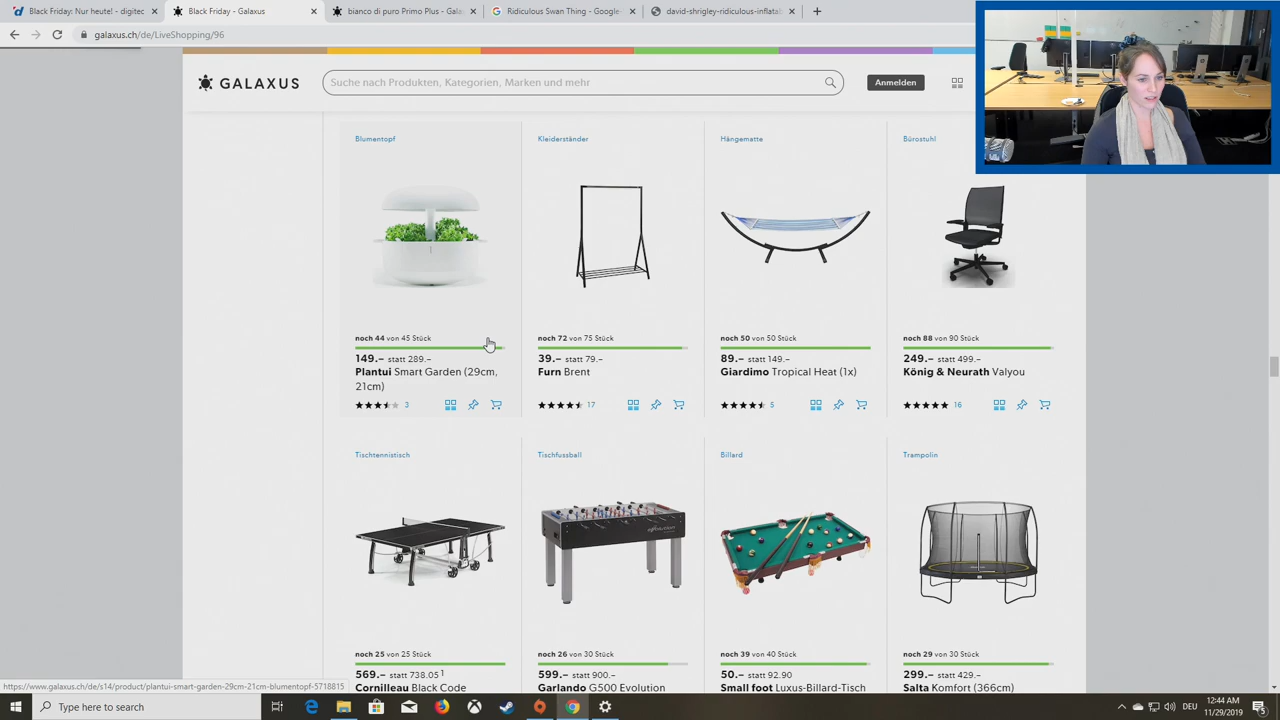 Black Friday: Nur heute! - digitec
Black Friday - Galaxus
bianco di puro Primo Plus - Gala
Ridiculous Swan Thing - Google-
david-shrigley-ridiculous-inflatab
galaxus.ch/de/LiveShopping/96
GALAXUS
Suche nach Produkten, Kategorien, Marken und mehr
Anmelden
Blumentopf
Kleiderständer
Hängematte
Bürostuhl
noch 44 von 45 Stück
noch 72 von 75 Stück
noch 50 von 50 Stück
noch 88 von 90 Stück
149.– statt 289.–
39.– statt 79.–
89.– statt 149.–
249.– statt 499.–
Plantui Smart Garden (29cm,
21cm)
Furn Brent
Giardimo Tropical Heat (1x)
König & Neurath Valyou
3
17
5
16
Tischtennistisch
Tischfussball
Billard
Trampolin
noch 25 von 25 Stück
noch 26 von 30 Stück
noch 39 von 40 Stück
noch 29 von 30 Stück
569.– statt 738.05 1
599.– statt 900.–
50.– statt 92.90
299.– statt 429.–
Cornilleau Black Code
Garlando G500 Evolution
Small foot Luxus-Billard-Tisch
Salta Komfort (366cm)
https://www.galaxus.ch/de/s14/product/plantui-smart-garden-29cm-21cm-blumentopf-5718815
Type here to search
DEU
12:44 AM
11/29/2019
5